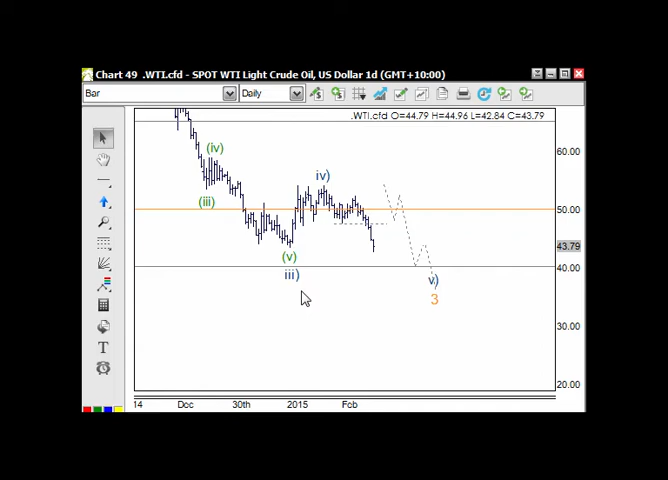 Chart 49 .WTI.cfd - SPOT WTI Light Crude Oil, US Dollar 1d (GMT+10:00)
Bar
Daily
.WTI.cfd O=44.79 H=44.96 L=42.84 C=43.79
(iv)
60.00
iv)
(iii)
50.00
43.79
(v)
iii)
40.00
v)
3
30.00
T
20.00
14 Dcc 30th 2015 Fcb